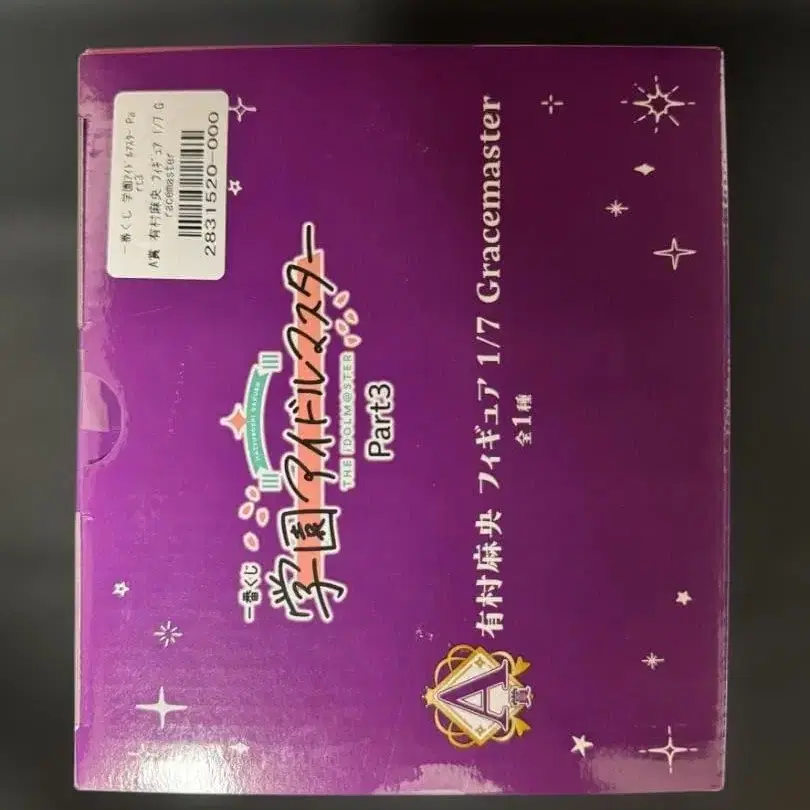 一番くじ 学園ｱｲﾄﾞﾙﾏｽﾀｰ Pa
rt3
A賞 有村麻央 ﾌｨｷﾞｭｱ 1/7 G
racemaster
2831520-000
HATSUBOSHI GAKUEN
一番くじ
学園アイドルマスター
THE iDOLM@STER
Part3
A賞
有村麻央 フィギュア 1/7 Gracemaster
全1種